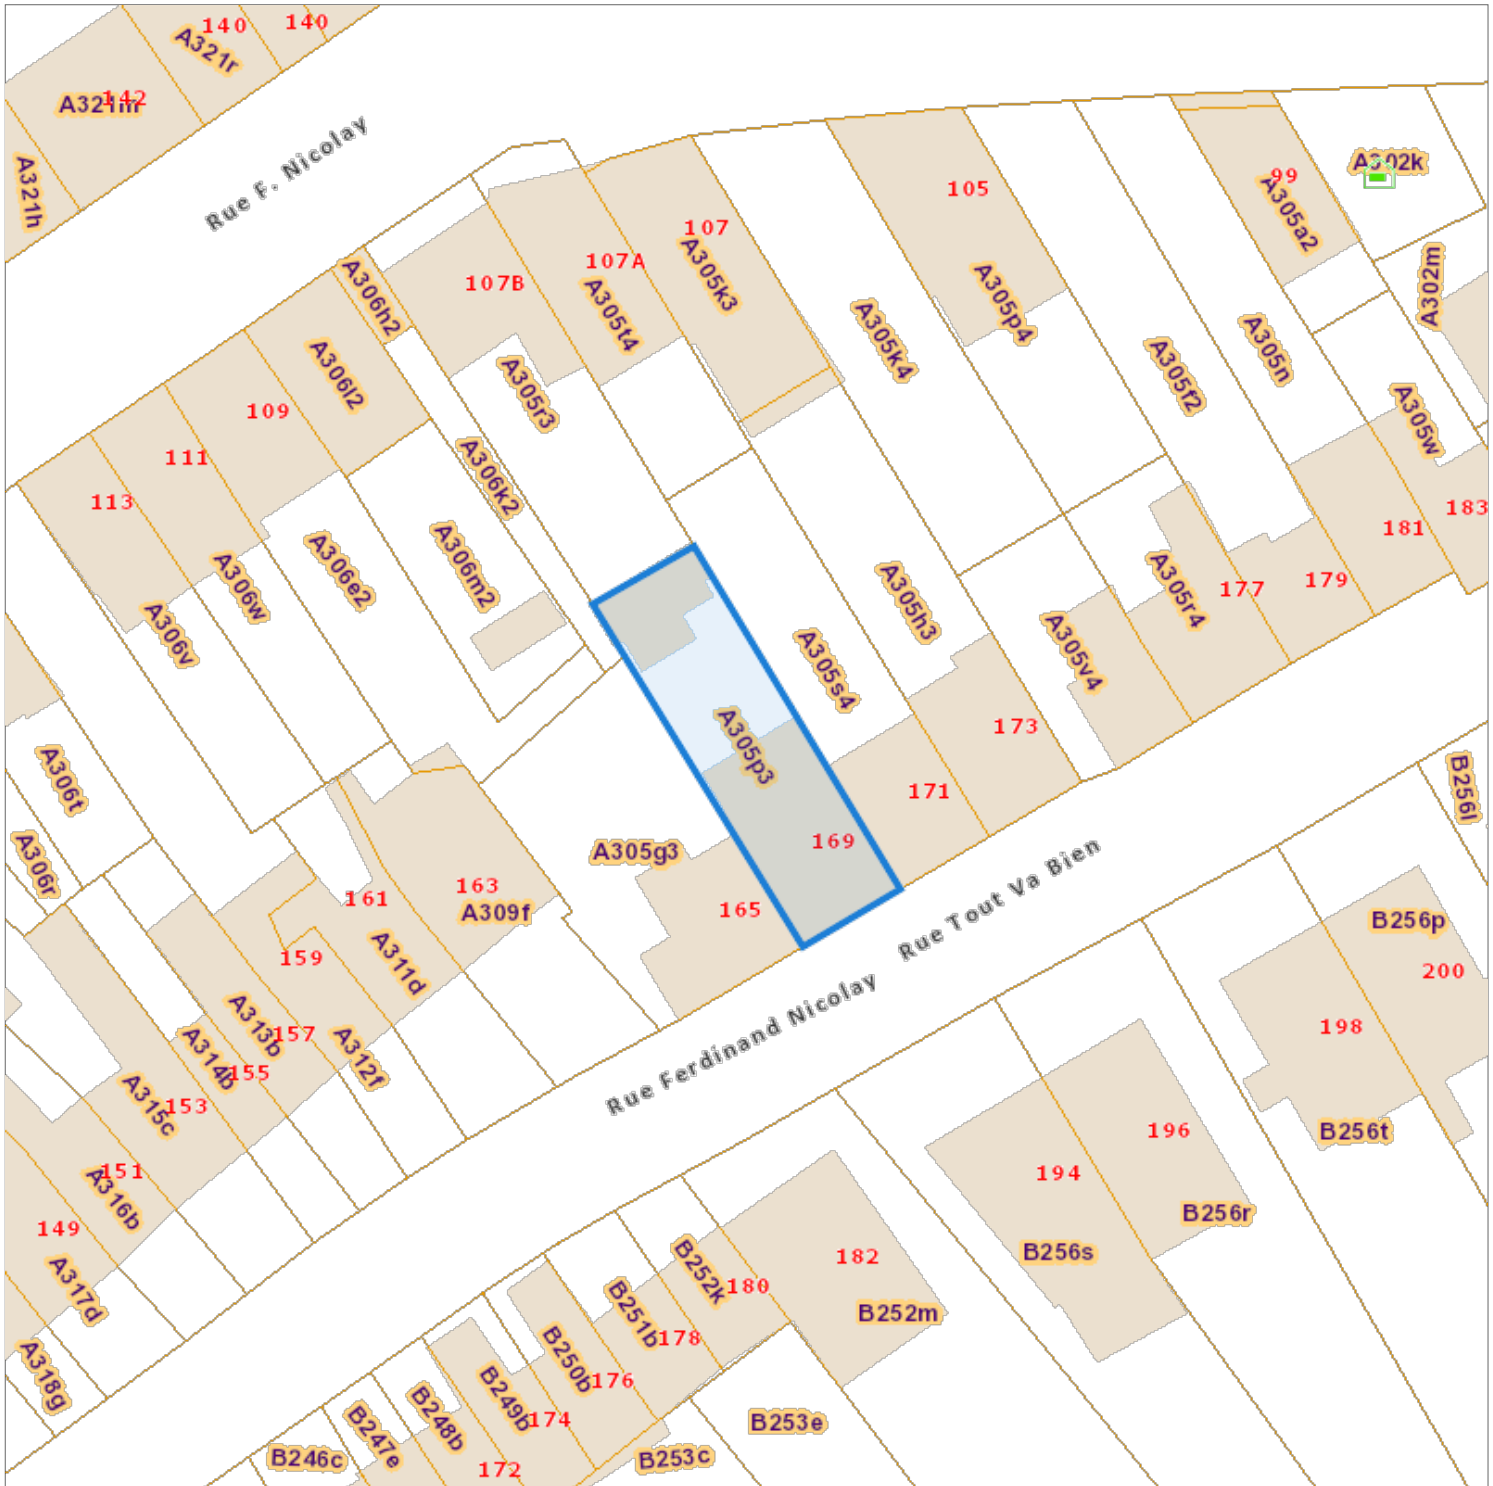 140
140
A321r
A321m
142
A321h
Rue F. Nicolay
A302k
99
105
A305a2
107
107A
107B
A305k3
A305t4
A306h2
A302m
A305p4
A305k4
A305n
A305f2
A306l2
A305r3
109
A305w
111
113
A306k2
183
181
A306m2
A306e2
A306w
A306v
A305h3
A305r4
177
179
A305v4
A305s4
173
A305p3
A306t
B256l
171
169
A306r
A305g3
163
161
A309f
165
Rue Tout Va Bien
B256p
200
159
A311d
Rue Ferdinand Nicolay
198
A313b
157
A312f
A314b
155
A315c
153
196
B256t
151
A316b
194
149
B256r
B256s
A317d
182
B252k
180
B252m
B251b
178
A318g
B250b
176
B249b
174
B248b
B247e
B253e
B246c
172
B253c